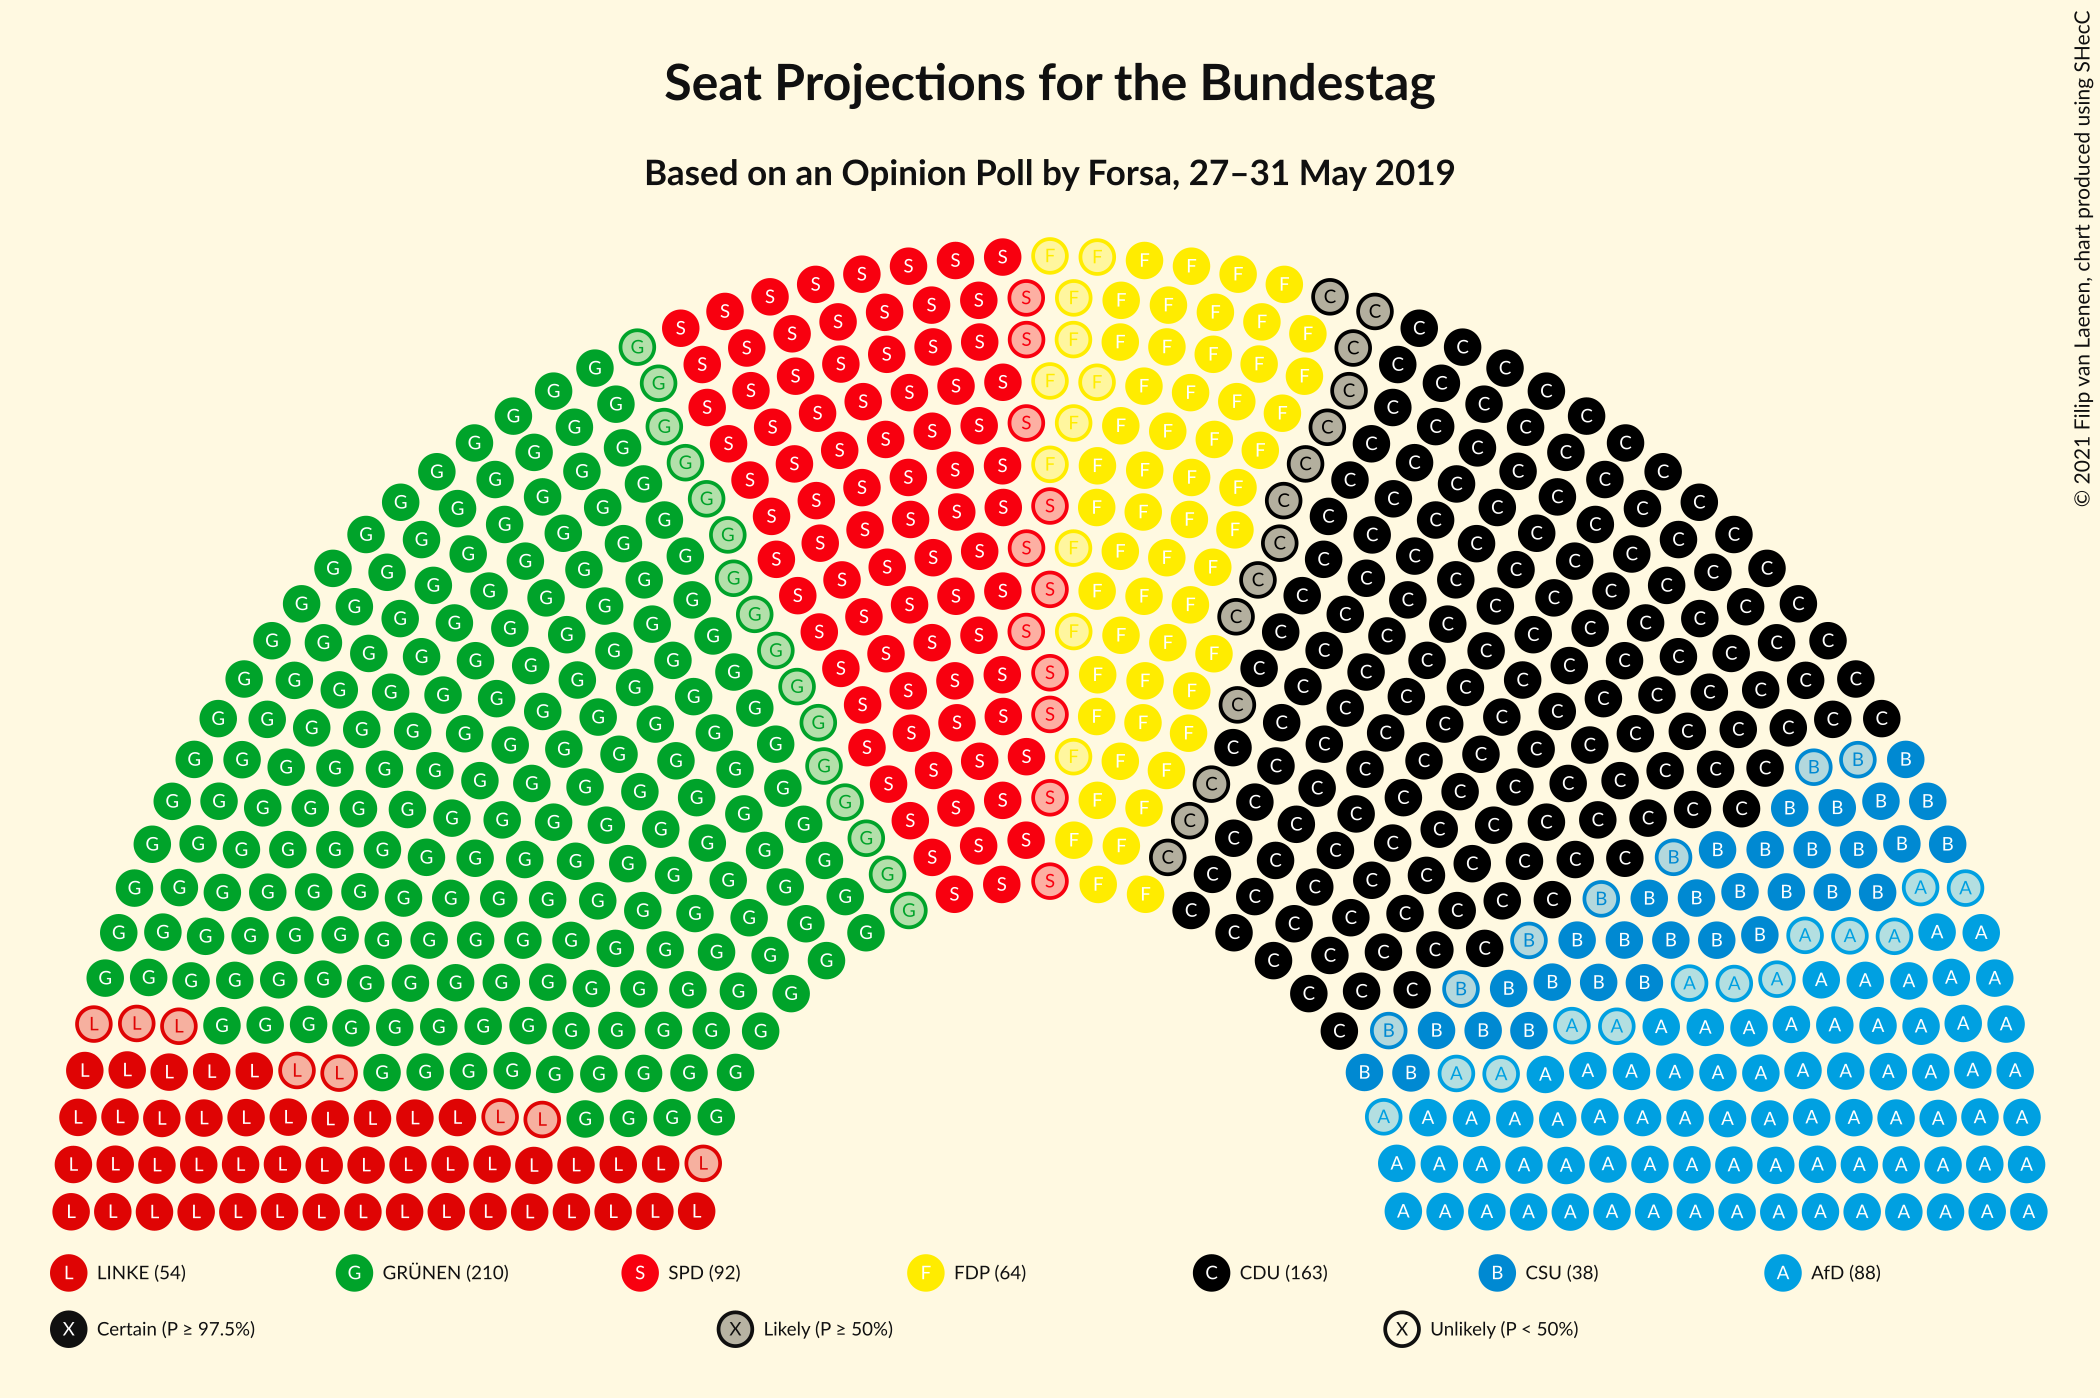 Seat Projections for the Bundestag
Based on an Opinion Poll by Forsa, 27–31 May 2019
© 2021 Filip van Laenen, chart produced using SHecC
L LINKE (54) G GRÜNEN (210) S SPD (92) F FDP (64) C CDU (163) B CSU (38) A AfD (88)
X Certain (P ≥ 97.5%) X Likely (P ≥ 50%) X Unlikely (P < 50%)